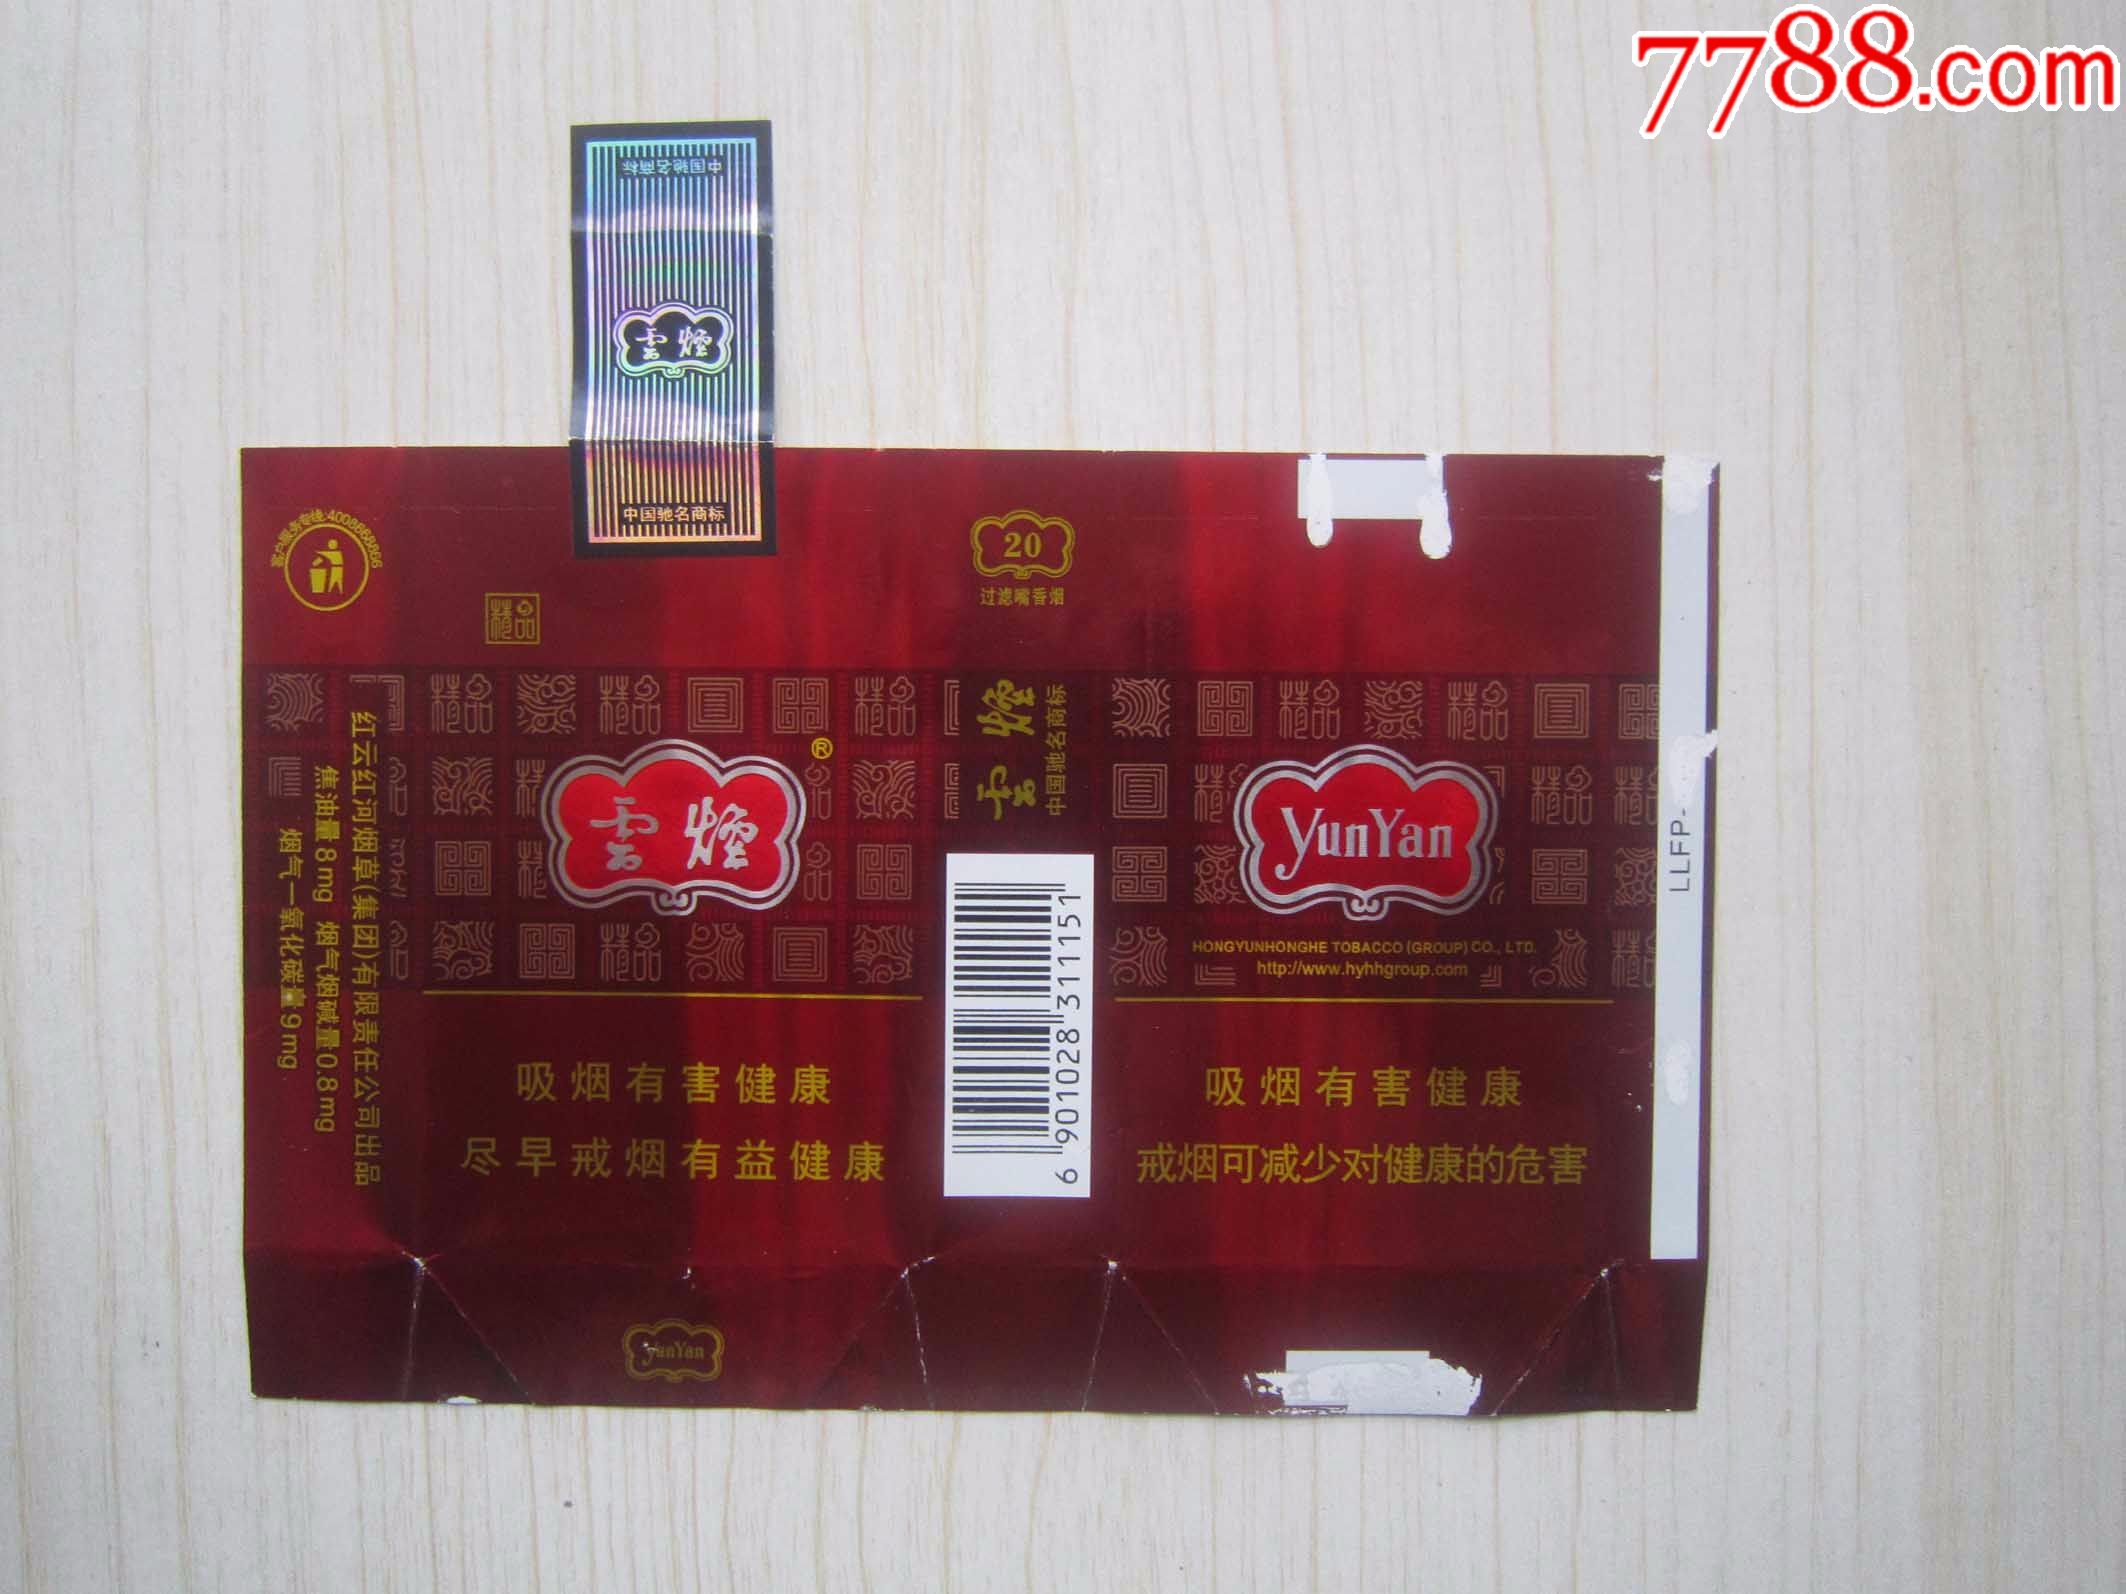 7788.com
中国驰名商标
雲煙
中国驰名商标
客户服务专线:4008868866
精品
20
过滤嘴香烟
雲煙
中国驰名商标
红云红河烟草(集团)有限责任公司出品
焦油量8mg 烟气烟碱量0.8mg
烟气一氧化碳量9mg
雲煙®
吸烟有害健康
尽早戒烟有益健康
6901028311151
YunYan
HONGYUNHONGHE TOBACCO (GROUP) CO., LTD.
http://www.hyhhgroup.com
吸烟有害健康
戒烟可减少对健康的危害
LLFP-
YunYan